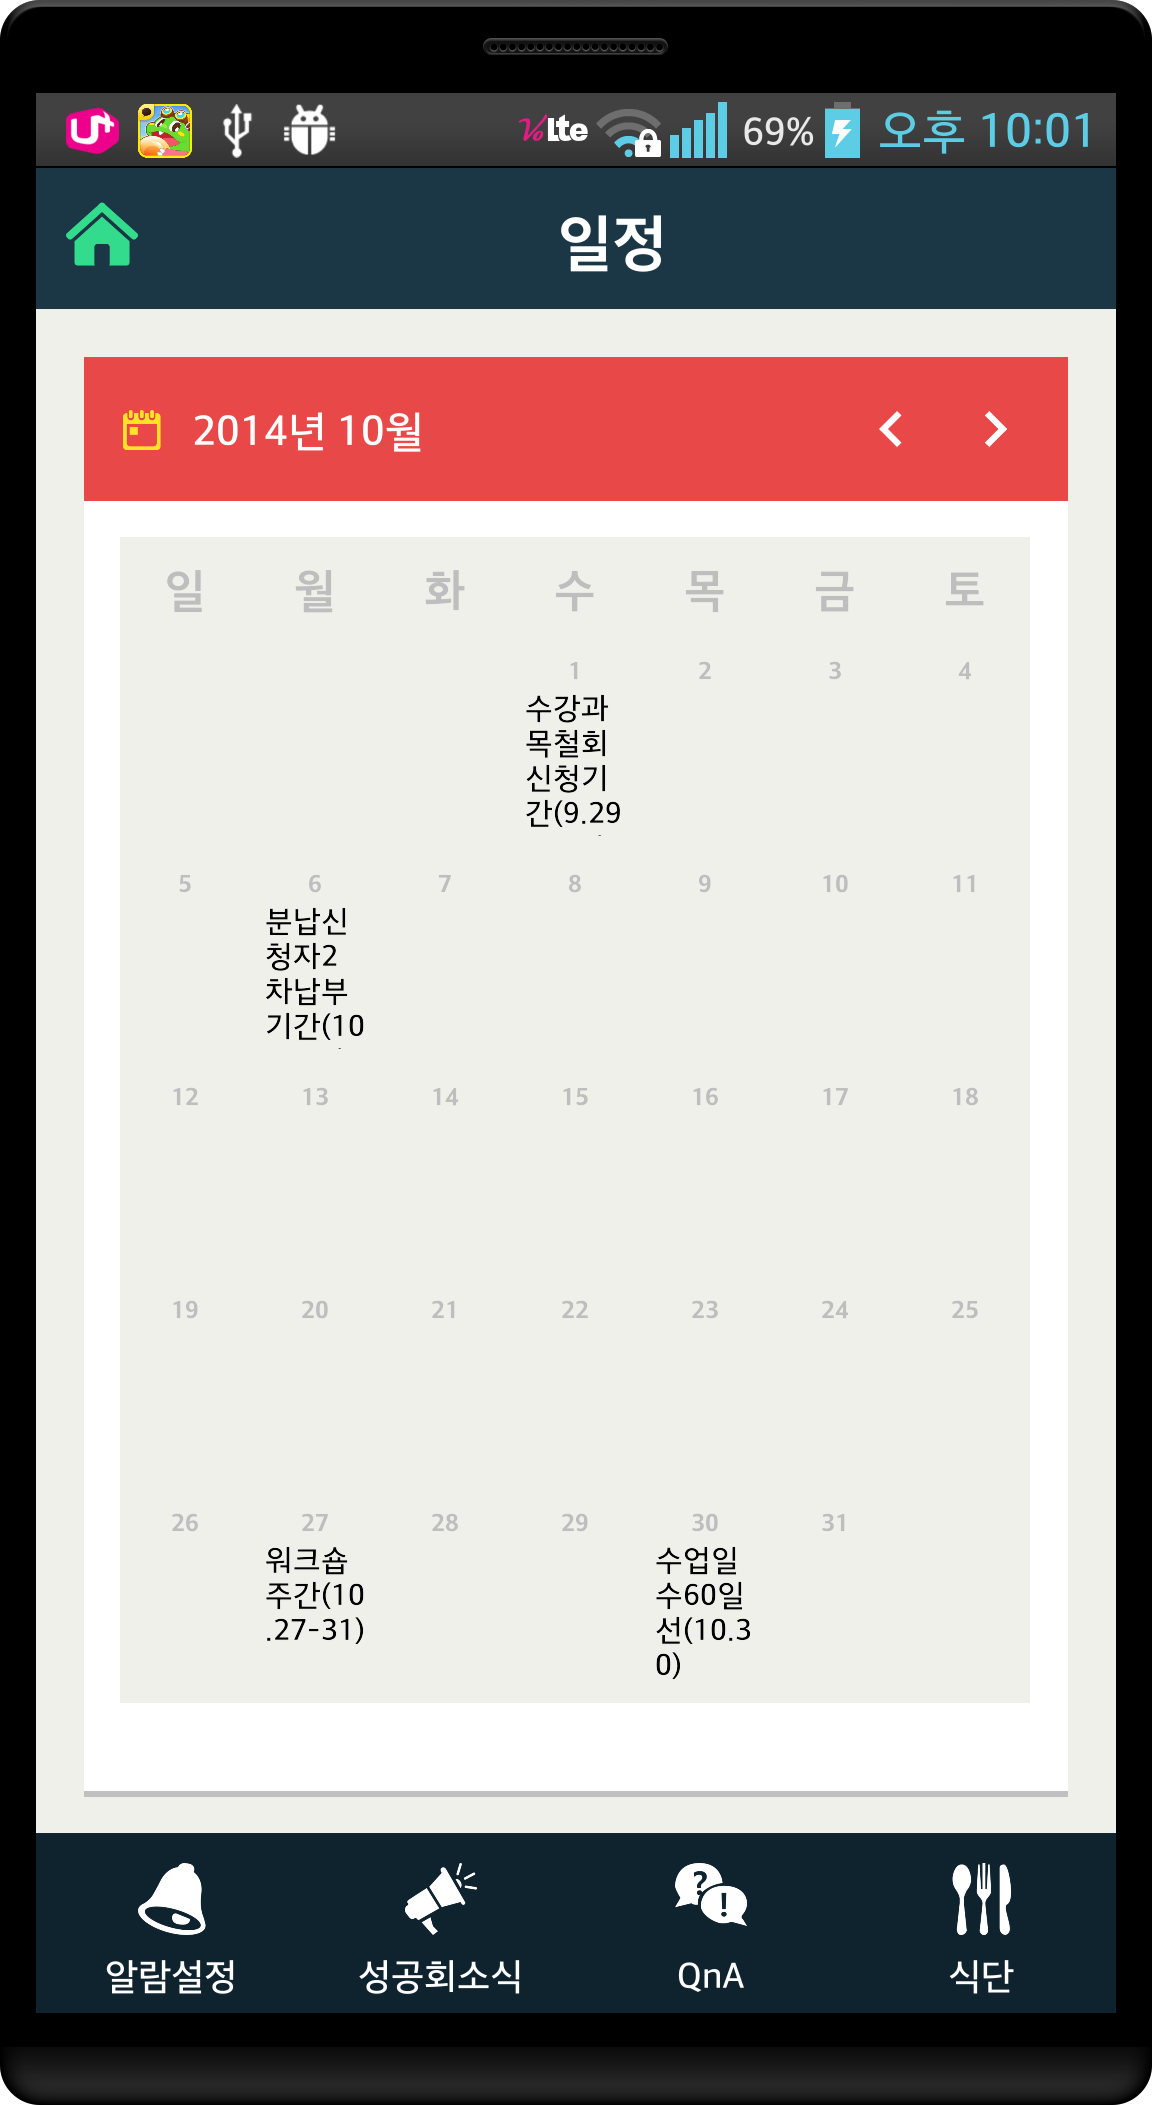 U+ LTE 69% 오후 10:01
일정
2014년 10월
일 월 화 수 목 금 토
1 2 3 4
수강과
목철회
신청기
간(9.29
5 6 7 8 9 10 11
분납신
청자2
차납부
기간(10
12 13 14 15 16 17 18
19 20 21 22 23 24 25
26 27 28 29 30 31
워크숍
주간(10
.27-31)
수업일
수60일
선(10.3
0)
알람설정 성공회소식 QnA 식단